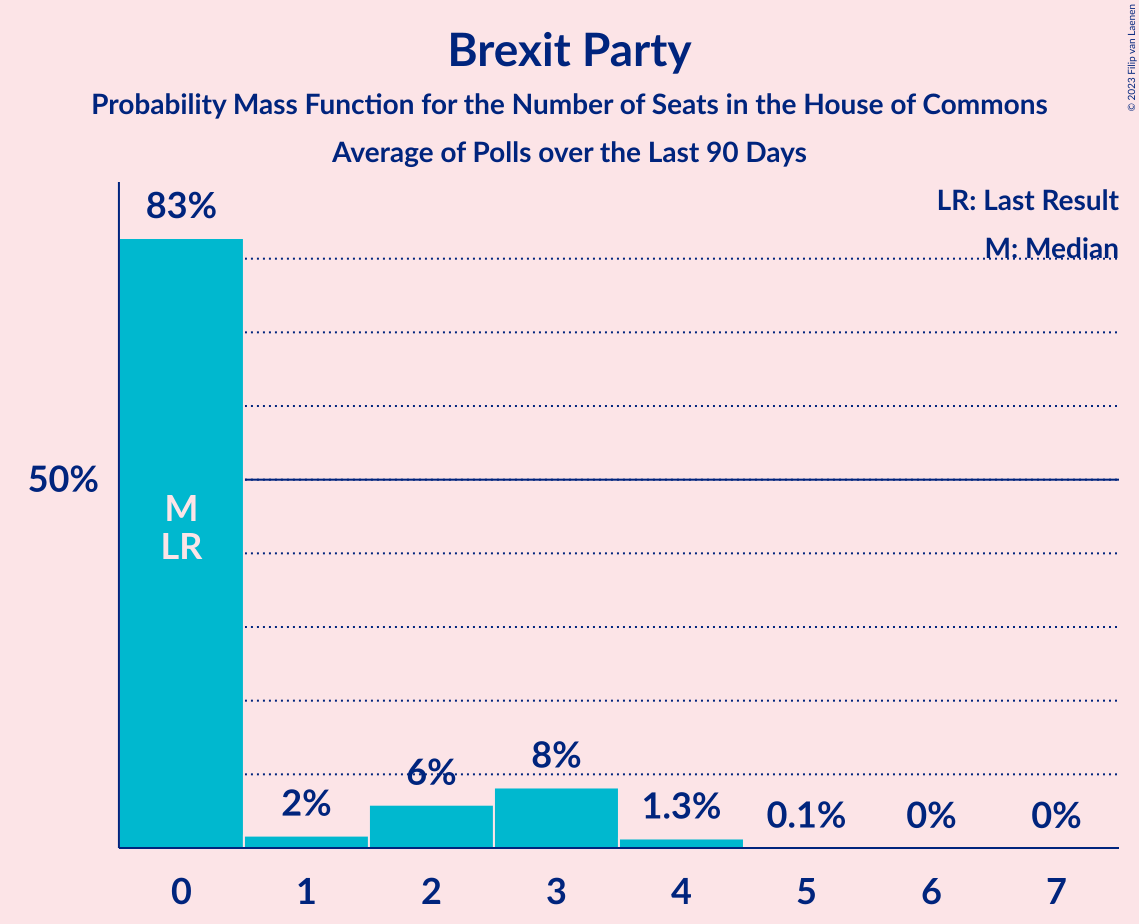 Brexit Party
Probability Mass Function for the Number of Seats in the House of Commons
Average of Polls over the Last 90 Days
© 2023 Filip van Laenen
LR: Last Result
M: Median
83%
50%
M
LR
2%
6%
8%
1.3%
0.1%
0%
0%
0 1 2 3 4 5 6 7